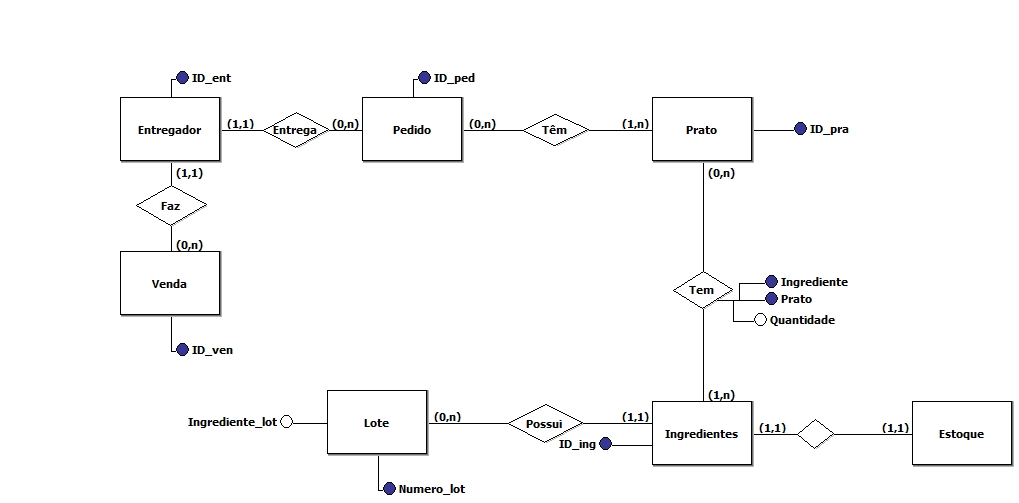 ID_ent
ID_ped
Entregador
(1,1)
Entrega
(0,n)
Pedido
(0,n)
Têm
(1,n)
Prato
ID_pra
(1,1)
(0,n)
Faz
(0,n)
Venda
Tem
Ingrediente
Prato
Quantidade
ID_ven
(1,n)
Ingrediente_lot
Lote
(0,n)
Possui
(1,1)
ID_ing
Ingredientes
(1,1)
(1,1)
Estoque
Numero_lot